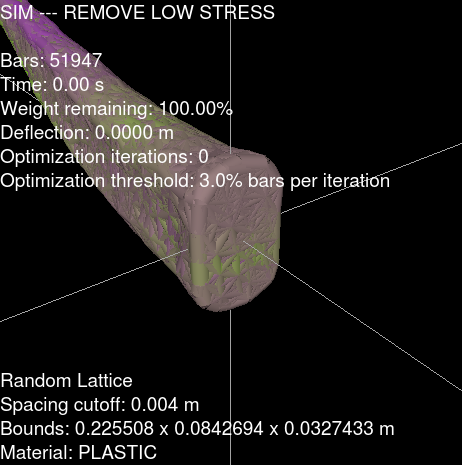 SIM --- REMOVE LOW STRESS
Bars: 51947
Time: 0.00 s
Weight remaining: 100.00%
Deflection: 0.0000 m
Optimization iterations: 0
Optimization threshold: 3.0% bars per iteration
Random Lattice
Spacing cutoff: 0.004 m
Bounds: 0.225508 x 0.0842694 x 0.0327433 m
Material: PLASTIC